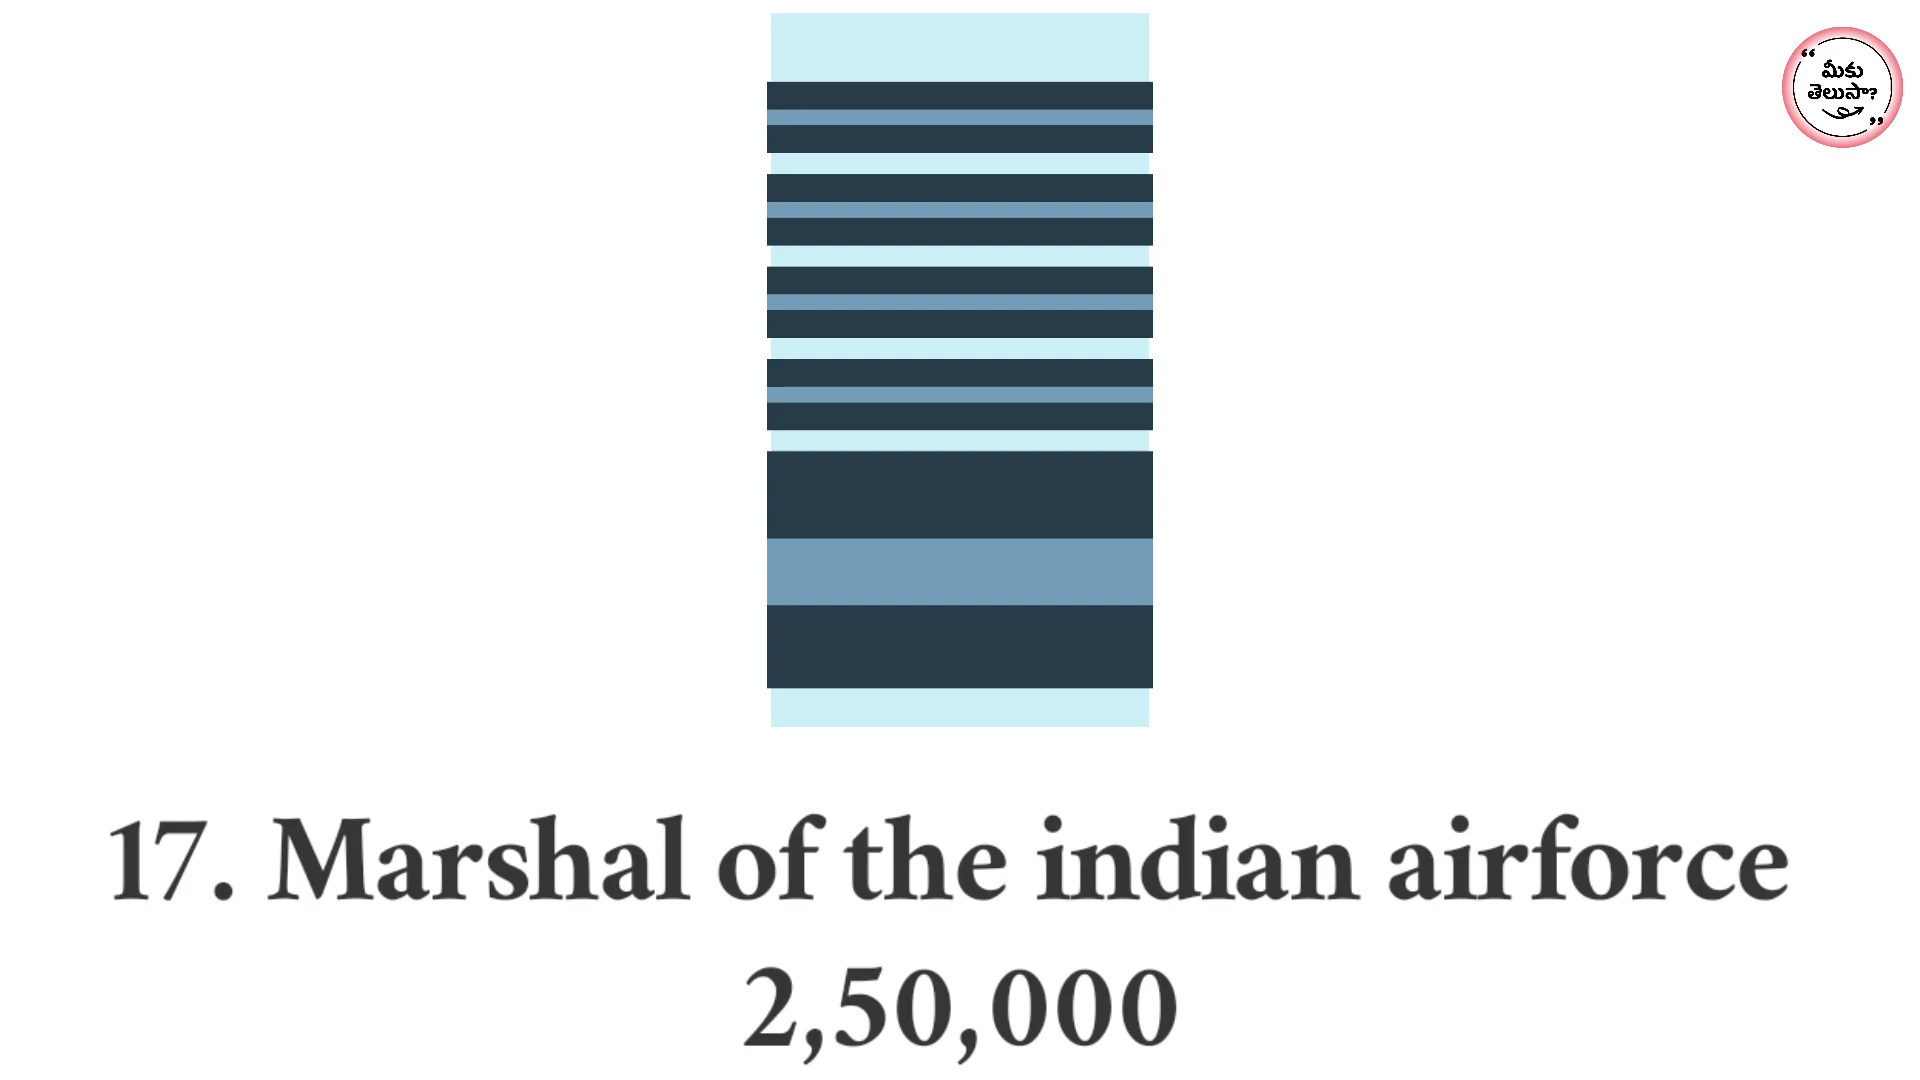 “
మీకు
తెలుసా?
”
17. Marshal of the indian airforce
2,50,000